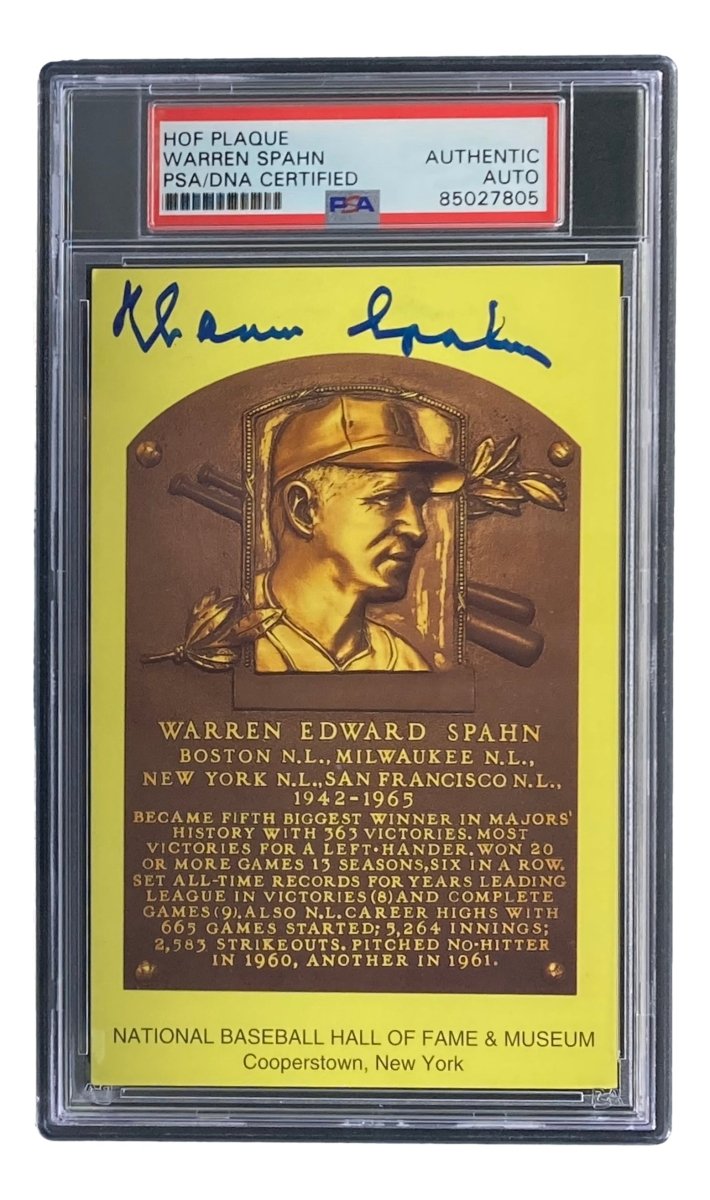 HOF PLAQUE
WARREN SPAHN AUTHENTIC
PSA/DNA CERTIFIED AUTO
PSA 85027805
Warren Spahn
WARREN EDWARD SPAHN
BOSTON N.L., MILWAUKEE N.L.,
NEW YORK N.L., SAN FRANCISCO N.L.,
1942-1965
BECAME FIFTH BIGGEST WINNER IN MAJORS'
HISTORY WITH 363 VICTORIES. MOST
VICTORIES FOR A LEFT-HANDER. WON 20
OR MORE GAMES 13 SEASONS, SIX IN A ROW.
SET ALL-TIME RECORDS FOR YEARS LEADING
LEAGUE IN VICTORIES (8) AND COMPLETE
GAMES (9). ALSO N.L. CAREER HIGHS WITH
665 GAMES STARTED; 5,264 INNINGS;
2,583 STRIKEOUTS. PITCHED NO-HITTER
IN 1960, ANOTHER IN 1961.
NATIONAL BASEBALL HALL OF FAME & MUSEUM
Cooperstown, New York